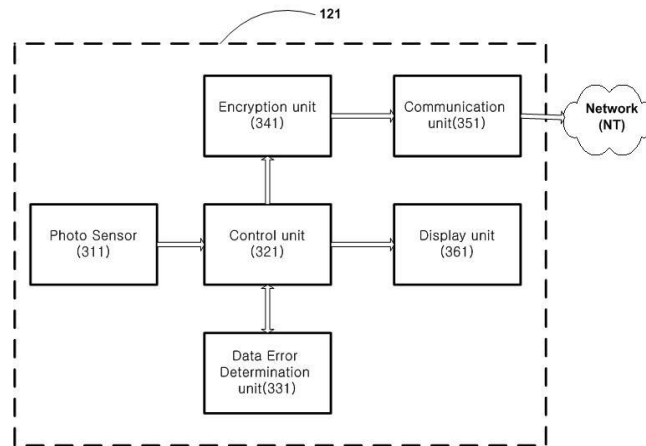 121
Encryption unit
(341)
Communication
unit(351)
Network
(NT)
Photo Sensor
(311)
Control unit
(321)
Display unit
(361)
Data Error
Determination
unit(331)